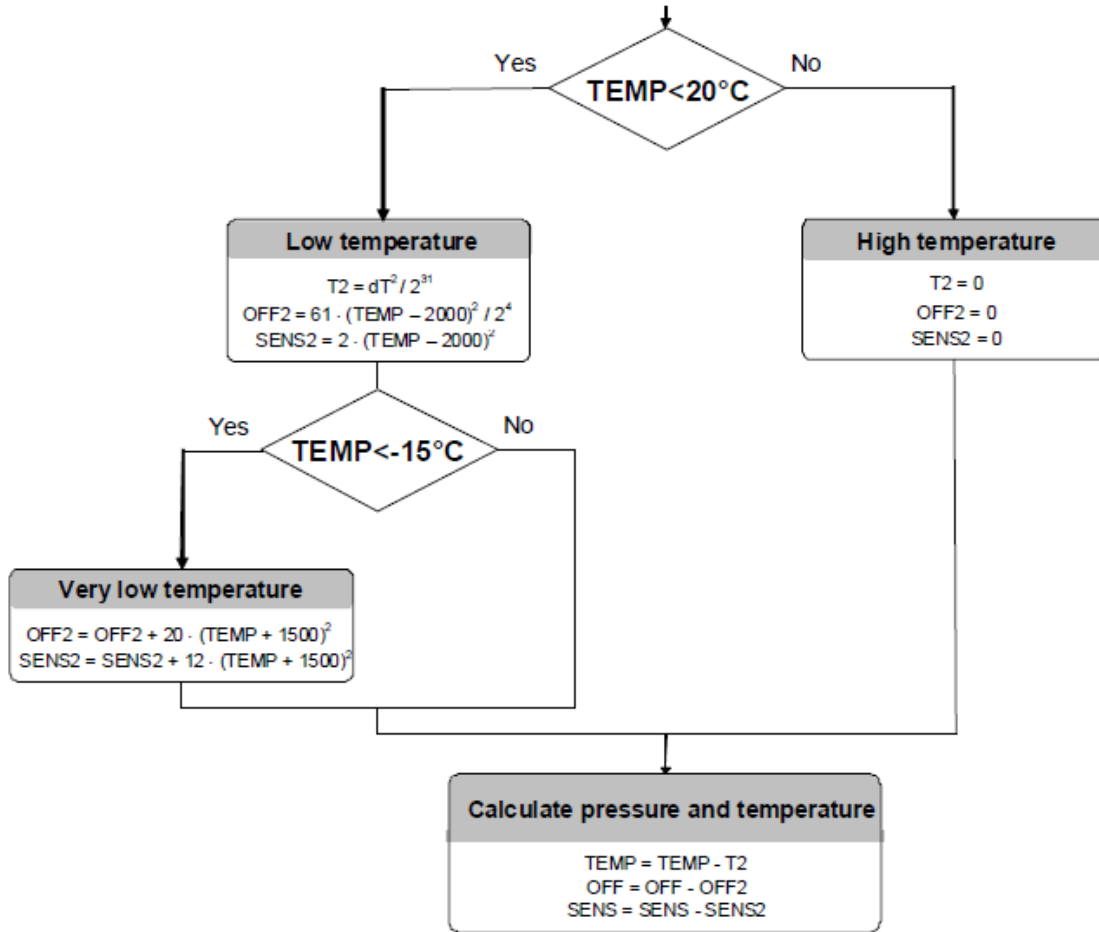 Yes
TEMP<20°C
No
Low temperature
T2 = dT² / 2³¹
OFF2 = 61 · (TEMP – 2000)² / 2⁴
SENS2 = 2 · (TEMP – 2000)²
High temperature
T2 = 0
OFF2 = 0
SENS2 = 0
Yes
TEMP<-15°C
No
Very low temperature
OFF2 = OFF2 + 20 · (TEMP + 1500)²
SENS2 = SENS2 + 12 · (TEMP + 1500)²
Calculate pressure and temperature
TEMP = TEMP - T2
OFF = OFF - OFF2
SENS = SENS - SENS2